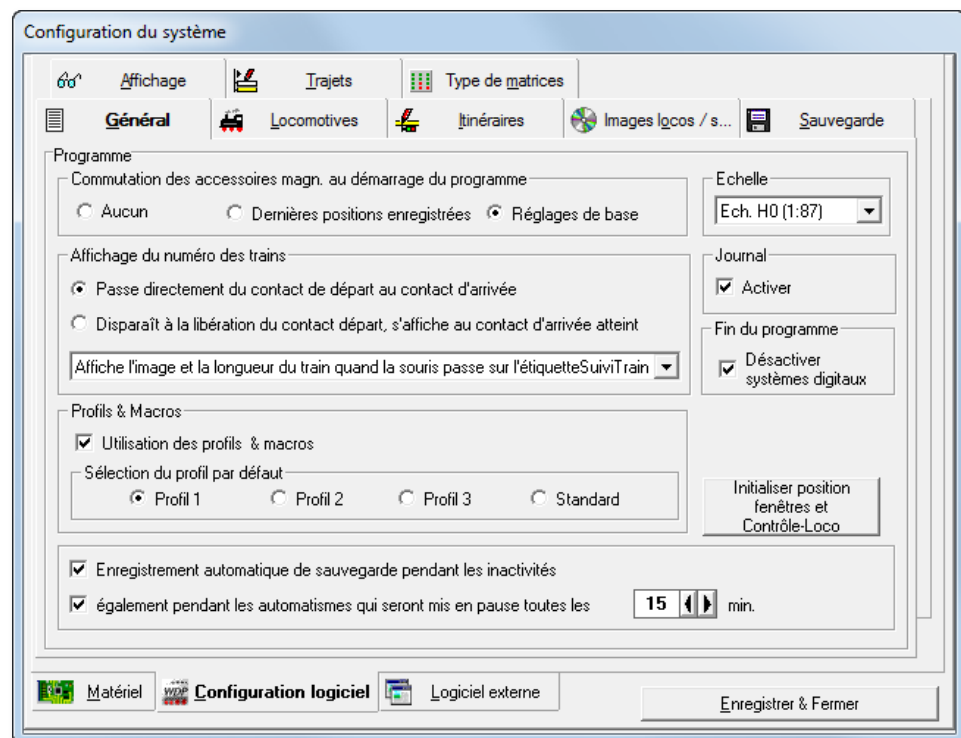 Configuration du système
Affichage
Trajets
Type de matrices
Général
Locomotives
Itinéraires
Images locos / s...
Sauvegarde
Programme
Commutation des accessoires magn. au démarrage du programme
Aucun
Dernières positions enregistrées
Réglages de base
Echelle
Ech. H0 (1:87)
Affichage du numéro des trains
Passe directement du contact de départ au contact d'arrivée
Disparaît à la libération du contact départ, s'affiche au contact d'arrivée atteint
Affiche l'image et la longueur du train quand la souris passe sur l'étiquetteSuiviTrain
Journal
Activer
Fin du programme
Désactiver
systèmes digitaux
Profils & Macros
Utilisation des profils & macros
Sélection du profil par défaut
Profil 1
Profil 2
Profil 3
Standard
Initialiser position
fenêtres et
Contrôle-Loco
Enregistrement automatique de sauvegarde pendant les inactivités
également pendant les automatismes qui seront mis en pause toutes les
15
min.
Matériel
WDP
Configuration logiciel
Logiciel externe
Enregistrer & Fermer